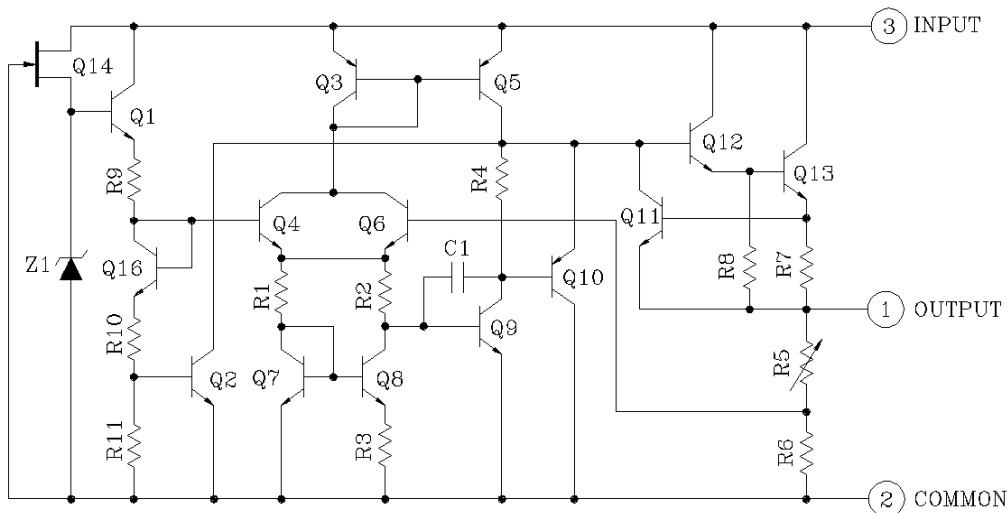 3 INPUT
Q14
Q3
Q5
Q1
Q12
Q13
R9
R4
Q4
Q6
Q11
C1
Z1
Q16
R1
R2
Q10
R8
R7
1 OUTPUT
R10
Q9
Q2
Q7
Q8
R5
R11
R3
R6
2 COMMON